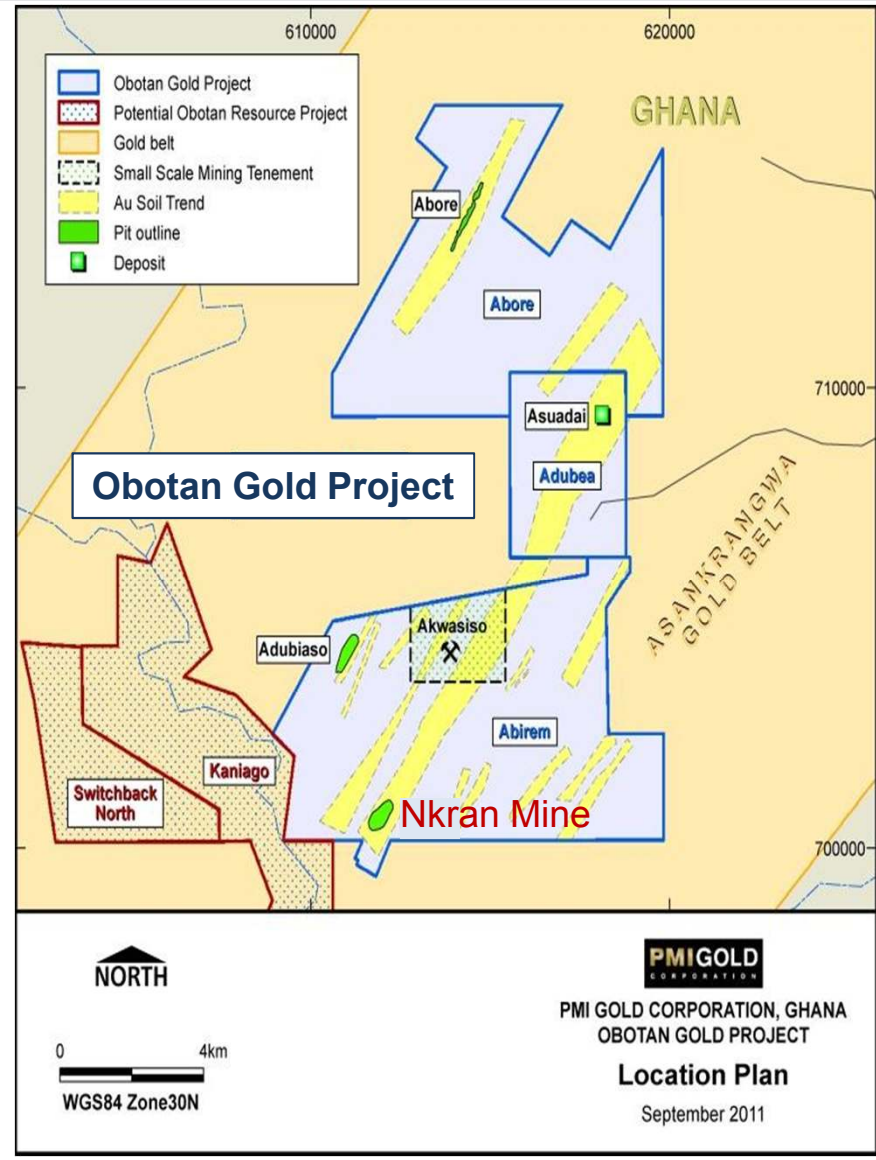 610000
620000
Obotan Gold Project
Potential Obotan Resource Project
Gold belt
Small Scale Mining Tenement
Au Soil Trend
Pit outline
Deposit
GHANA
Abore
Abore
710000
Asuadai
Adubea
Obotan Gold Project
ASANKRANGWA
GOLD BELT
Akwasiso
Adubiaso
Abirem
Kaniago
Switchback
North
Nkran Mine
700000
NORTH
0 4km
WGS84 Zone30N
PMIGOLD
CORPORATION
PMI GOLD CORPORATION, GHANA
OBOTAN GOLD PROJECT
Location Plan
September 2011